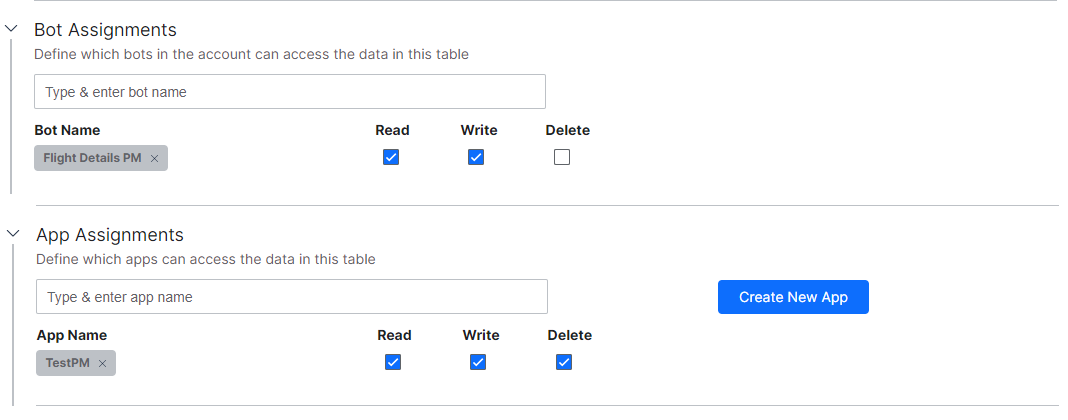 Bot Assignments
Define which bots in the account can access the data in this table
Type & enter bot name
Bot Name Read Write Delete
Flight Details PM ×
App Assignments
Define which apps can access the data in this table
Type & enter app name Create New App
App Name Read Write Delete
TestPM ×